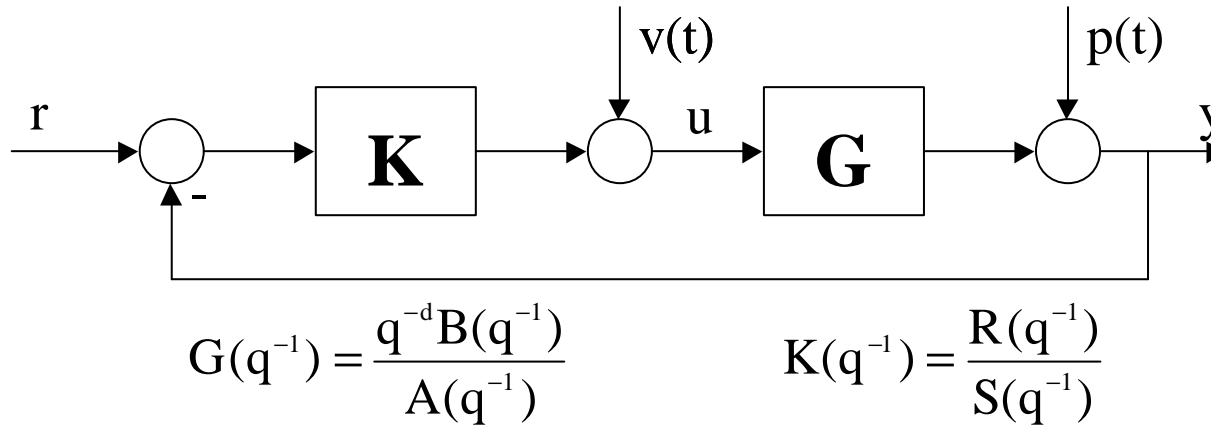 v(t)
p(t)
r
u
y
K
G
-
G(q⁻¹) = q⁻ᵈB(q⁻¹) / A(q⁻¹)
K(q⁻¹) = R(q⁻¹) / S(q⁻¹)